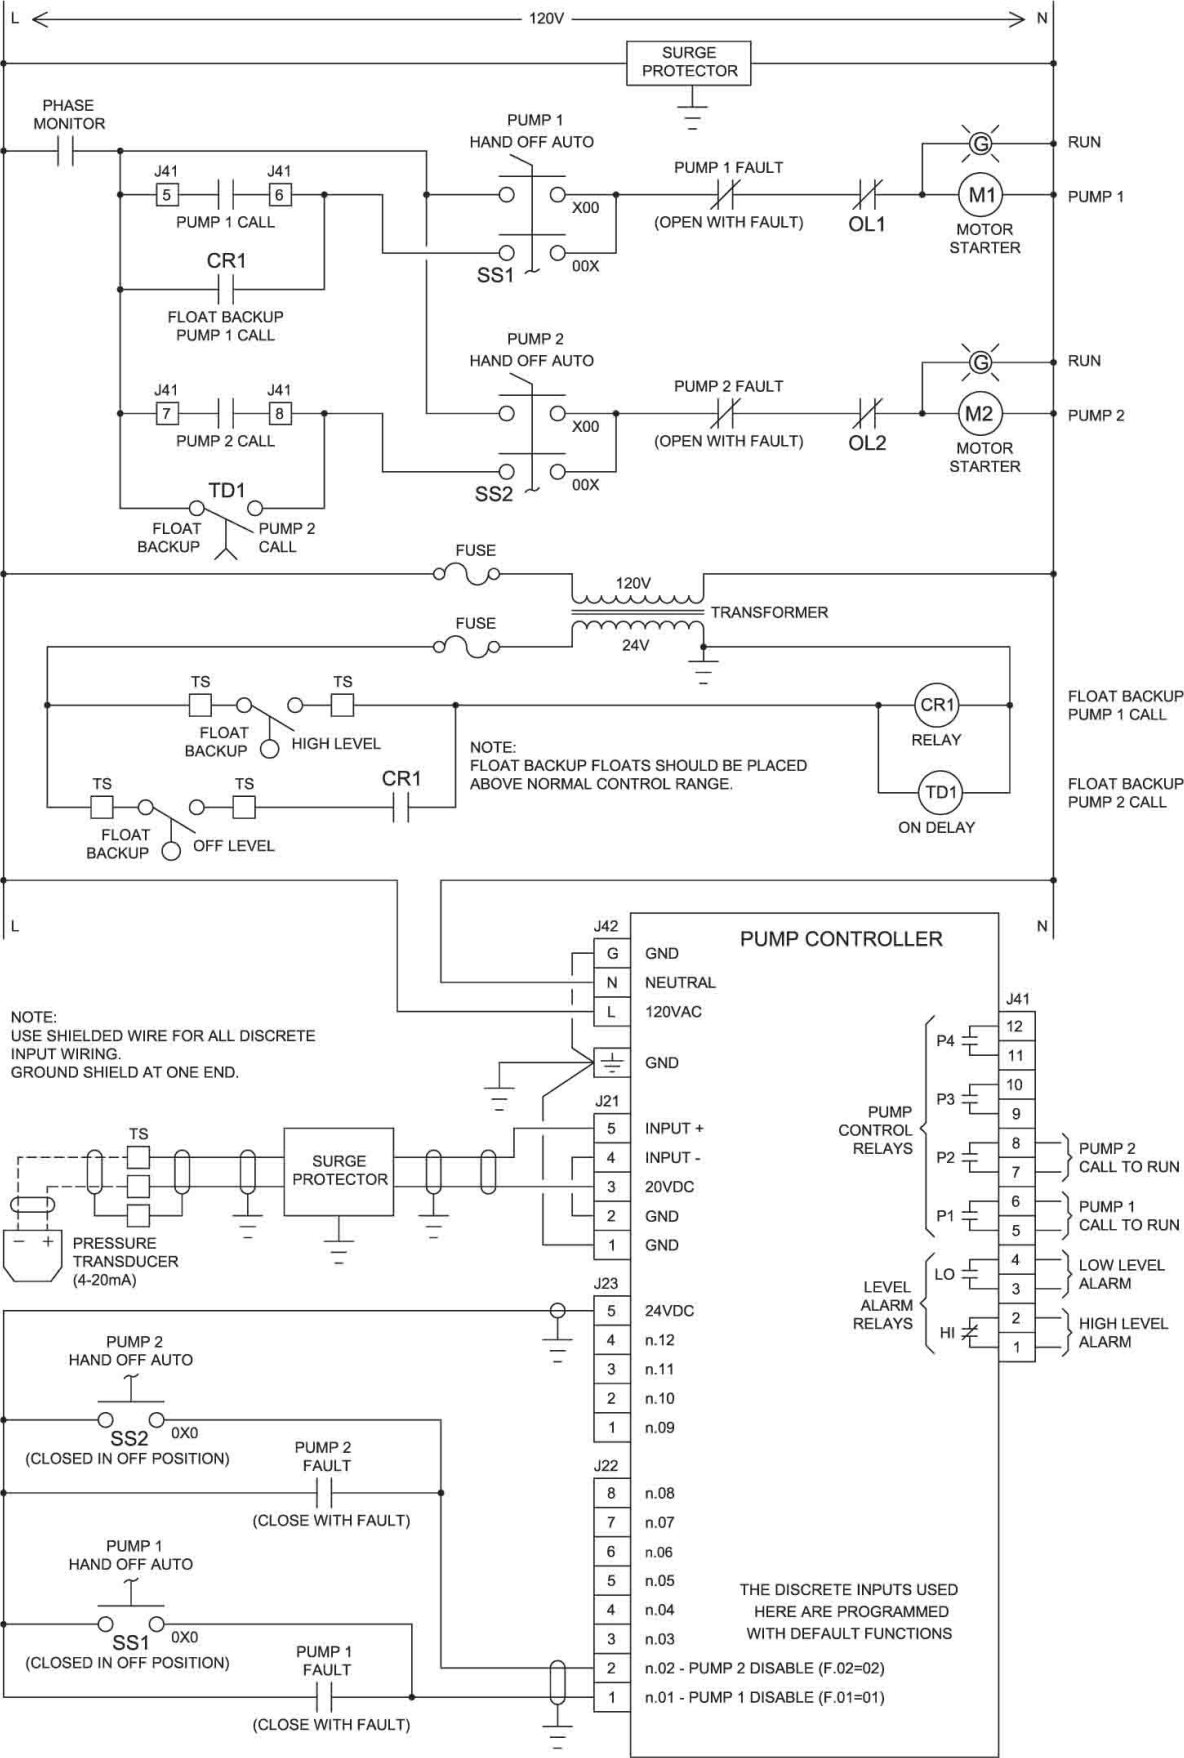 L
120V
N
SURGE
PROTECTOR
PHASE
MONITOR
PUMP 1
HAND OFF AUTO
G
RUN
J41
J41
5
6
PUMP 1 CALL
X00
PUMP 1 FAULT
(OPEN WITH FAULT)
OL1
M1
PUMP 1
MOTOR
STARTER
CR1
SS1
00X
FLOAT BACKUP
PUMP 1 CALL
PUMP 2
HAND OFF AUTO
G
RUN
J41
J41
7
8
PUMP 2 CALL
X00
PUMP 2 FAULT
(OPEN WITH FAULT)
OL2
M2
PUMP 2
MOTOR
STARTER
TD1
SS2
00X
FLOAT
BACKUP
PUMP 2
CALL
FUSE
120V
TRANSFORMER
FUSE
24V
TS
TS
FLOAT
BACKUP
HIGH LEVEL
CR1
RELAY
FLOAT BACKUP
PUMP 1 CALL
NOTE:
FLOAT BACKUP FLOATS SHOULD BE PLACED
ABOVE NORMAL CONTROL RANGE.
TS
TS
CR1
FLOAT
BACKUP
OFF LEVEL
TD1
ON DELAY
FLOAT BACKUP
PUMP 2 CALL
L
N
PUMP CONTROLLER
J42
G GND
N NEUTRAL
L 120VAC
GND
NOTE:
USE SHIELDED WIRE FOR ALL DISCRETE
INPUT WIRING.
GROUND SHIELD AT ONE END.
J41
12
P4
11
10
P3
9
8
P2
7
6
P1
5
4
LO
3
2
HI
1
PUMP
CONTROL
RELAYS
PUMP 2
CALL TO RUN
PUMP 1
CALL TO RUN
LEVEL
ALARM
RELAYS
LOW LEVEL
ALARM
HIGH LEVEL
ALARM
J21
5 INPUT +
4 INPUT -
3 20VDC
2 GND
1 GND
TS
SURGE
PROTECTOR
- +
PRESSURE
TRANSDUCER
(4-20mA)
J23
5 24VDC
4 n.12
3 n.11
2 n.10
1 n.09
PUMP 2
HAND OFF AUTO
SS2
0X0
(CLOSED IN OFF POSITION)
PUMP 2
FAULT
(CLOSE WITH FAULT)
J22
8 n.08
7 n.07
6 n.06
5 n.05
4 n.04
3 n.03
2 n.02 - PUMP 2 DISABLE (F.02=02)
1 n.01 - PUMP 1 DISABLE (F.01=01)
THE DISCRETE INPUTS USED
HERE ARE PROGRAMMED
WITH DEFAULT FUNCTIONS
PUMP 1
HAND OFF AUTO
SS1
0X0
(CLOSED IN OFF POSITION)
PUMP 1
FAULT
(CLOSE WITH FAULT)